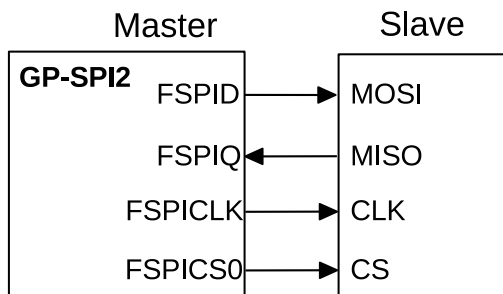 Master
Slave
GP-SPI2
FSPID
MOSI
FSPIQ
MISO
FSPICLK
CLK
FSPICS0
CS